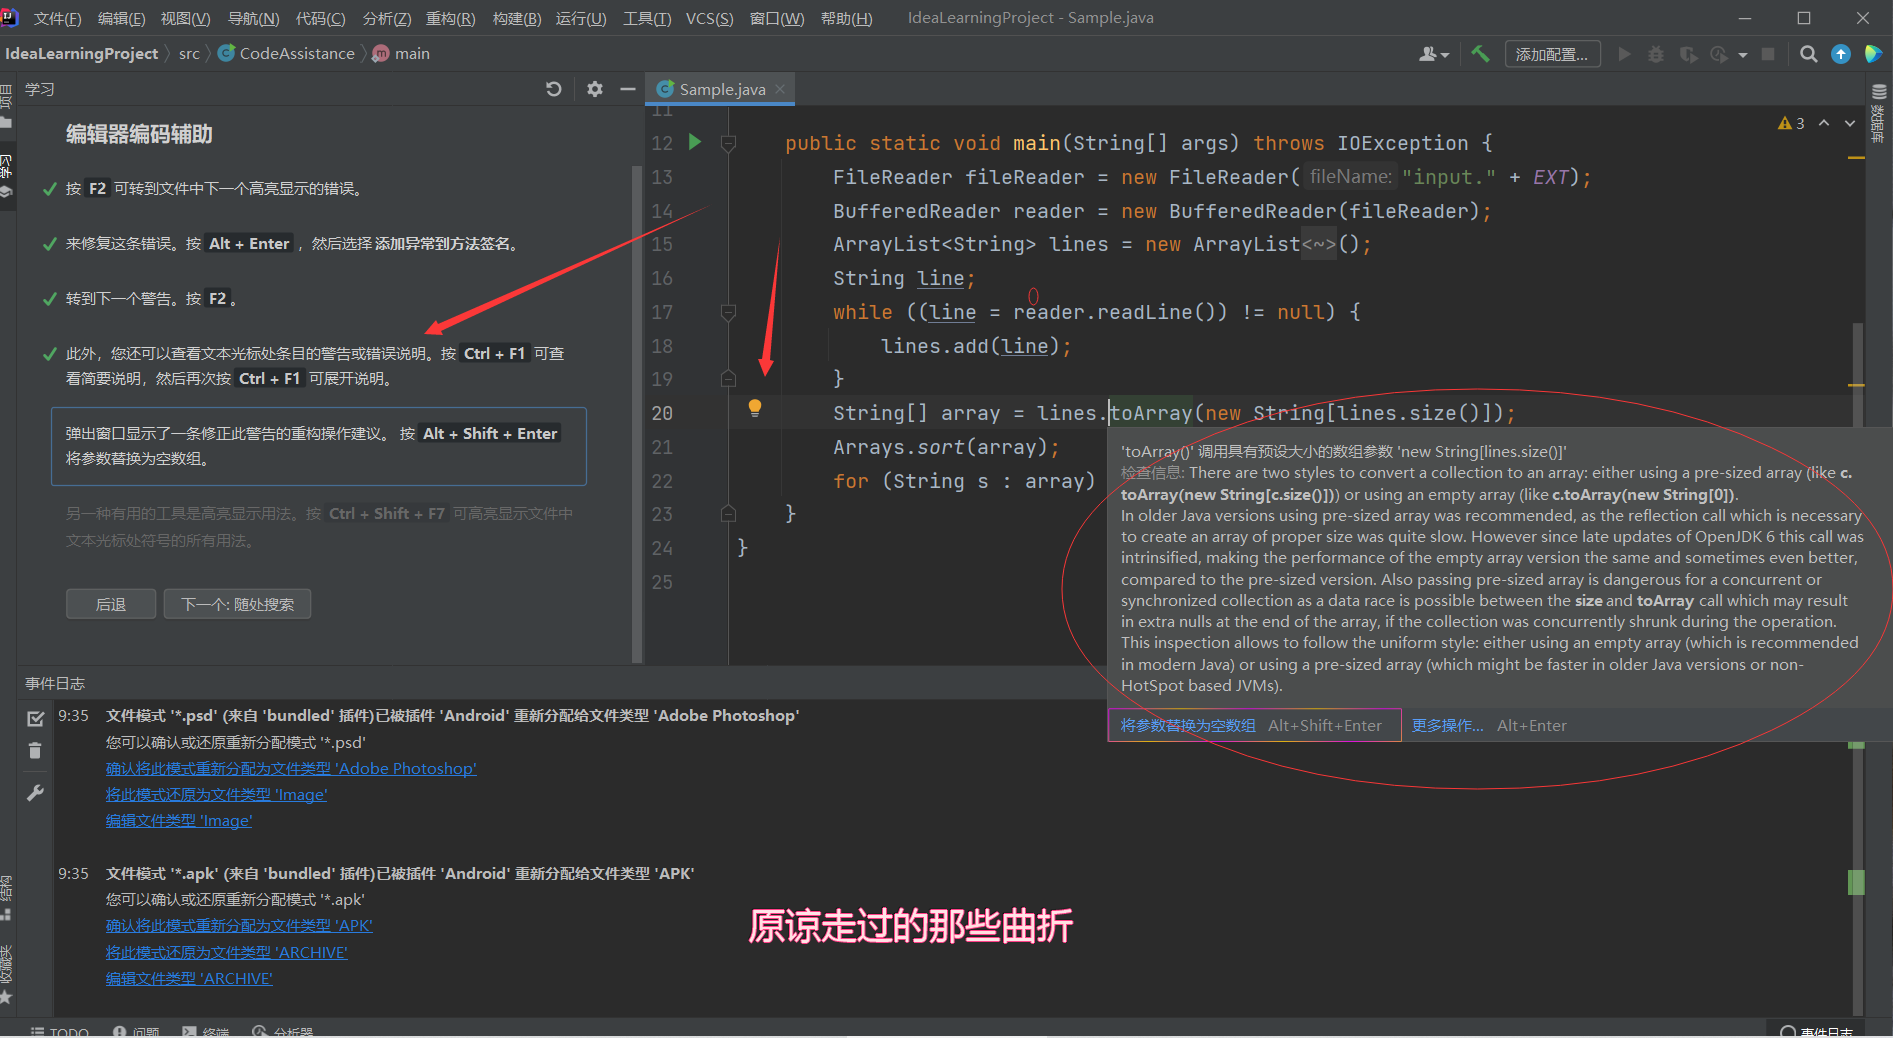 文件(F) 编辑(E) 视图(V) 导航(N) 代码(C) 分析(Z) 重构(R) 构建(B) 运行(U) 工具(T) VCS(S) 窗口(W) 帮助(H) IdeaLearningProject - Sample.java
IdeaLearningProject src CodeAssistance main 添加配置...
项目
学习
结构
收藏夹
学习
编辑器编码辅助
按 F2 可转到文件中下一个高亮显示的错误。
来修复这条错误。按 Alt + Enter ，然后选择 添加异常到方法签名。
转到下一个警告。按 F2 。
此外，您还可以查看文本光标处条目的警告或错误说明。按 Ctrl + F1 可查
看简要说明，然后再次按 Ctrl + F1 可展开说明。
弹出窗口显示了一条修正此警告的重构操作建议。 按 Alt + Shift + Enter
将参数替换为空数组。
另一种有用的工具是高亮显示用法。按 Ctrl + Shift + F7 可高亮显示文件中
文本光标处符号的所有用法。
后退 下一个: 随处搜索
Sample.java
3
数据库
11
12 public static void main(String[] args) throws IOException {
13 FileReader fileReader = new FileReader( fileName: "input." + EXT);
14 BufferedReader reader = new BufferedReader(fileReader);
15 ArrayList<String> lines = new ArrayList<~>();
16 String line;
17 while ((line = reader.readLine()) != null) {
18 lines.add(line);
19 }
20 String[] array = lines.toArray(new String[lines.size()]);
21 Arrays.sort(array);
22 for (String s : array)
23 }
24 }
25
'toArray()' 调用具有预设大小的数组参数 'new String[lines.size()]'
检查信息: There are two styles to convert a collection to an array: either using a pre-sized array (like c.
toArray(new String[c.size()])) or using an empty array (like c.toArray(new String[0]).
In older Java versions using pre-sized array was recommended, as the reflection call which is necessary
to create an array of proper size was quite slow. However since late updates of OpenJDK 6 this call was
intrinsified, making the performance of the empty array version the same and sometimes even better,
compared to the pre-sized version. Also passing pre-sized array is dangerous for a concurrent or
synchronized collection as a data race is possible between the size and toArray call which may result
in extra nulls at the end of the array, if the collection was concurrently shrunk during the operation.
This inspection allows to follow the uniform style: either using an empty array (which is recommended
in modern Java) or using a pre-sized array (which might be faster in older Java versions or non-
HotSpot based JVMs).
将参数替换为空数组 Alt+Shift+Enter 更多操作... Alt+Enter
事件日志
9:35 文件模式 '*.psd' (来自 'bundled' 插件)已被插件 'Android' 重新分配给文件类型 'Adobe Photoshop'
您可以确认或还原重新分配模式 '*.psd'
确认将此模式重新分配为文件类型 'Adobe Photoshop'
将此模式还原为文件类型 'Image'
编辑文件类型 'Image'
9:35 文件模式 '*.apk' (来自 'bundled' 插件)已被插件 'Android' 重新分配给文件类型 'APK'
您可以确认或还原重新分配模式 '*.apk'
确认将此模式重新分配为文件类型 'APK'
将此模式还原为文件类型 'ARCHIVE'
编辑文件类型 'ARCHIVE'
原谅走过的那些曲折
TODO 问题 终端 分析器 事件日志